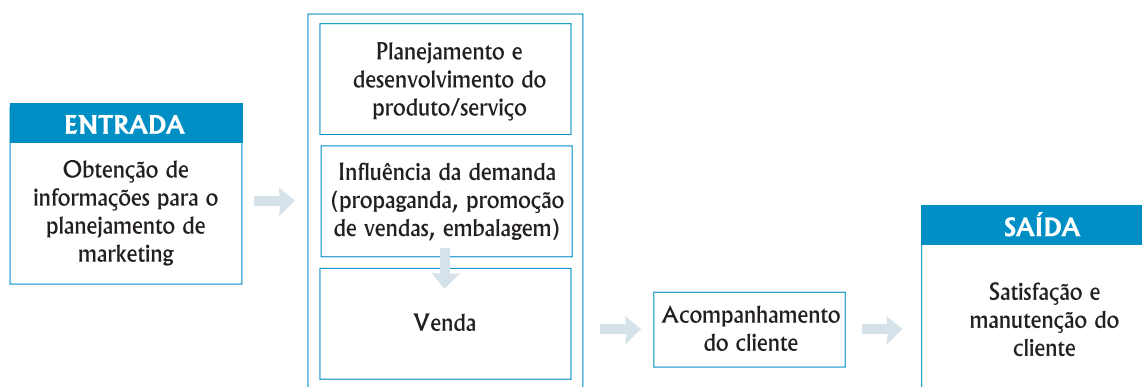 ENTRADA
Obtenção de
informações para o
planejamento de
marketing
Planejamento e
desenvolvimento do
produto/serviço
Influência da demanda
(propaganda, promoção
de vendas, embalagem)
Venda
Acompanhamento
do cliente
SAÍDA
Satisfação e
manutenção do
cliente